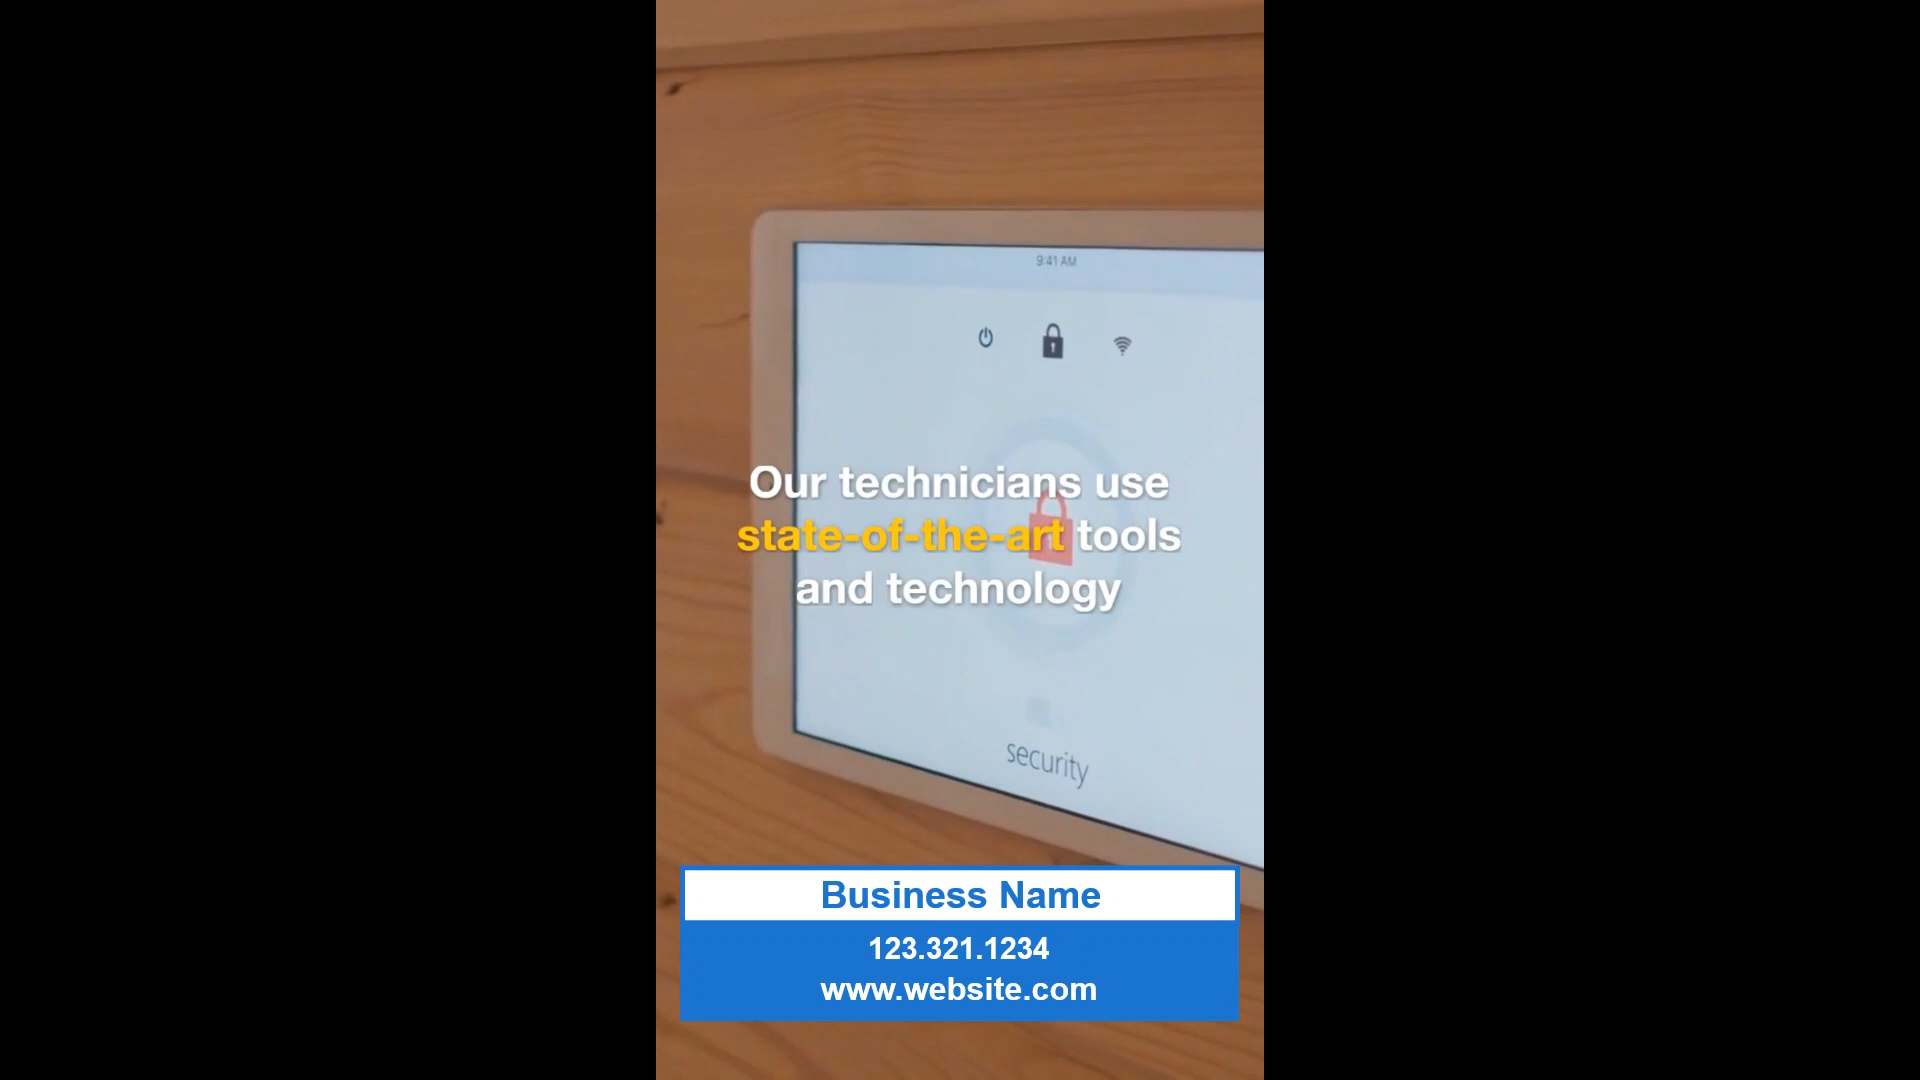 9:41 AM
Our technicians use
state-of-the-art tools
and technology
security
Business Name
123.321.1234
www.website.com